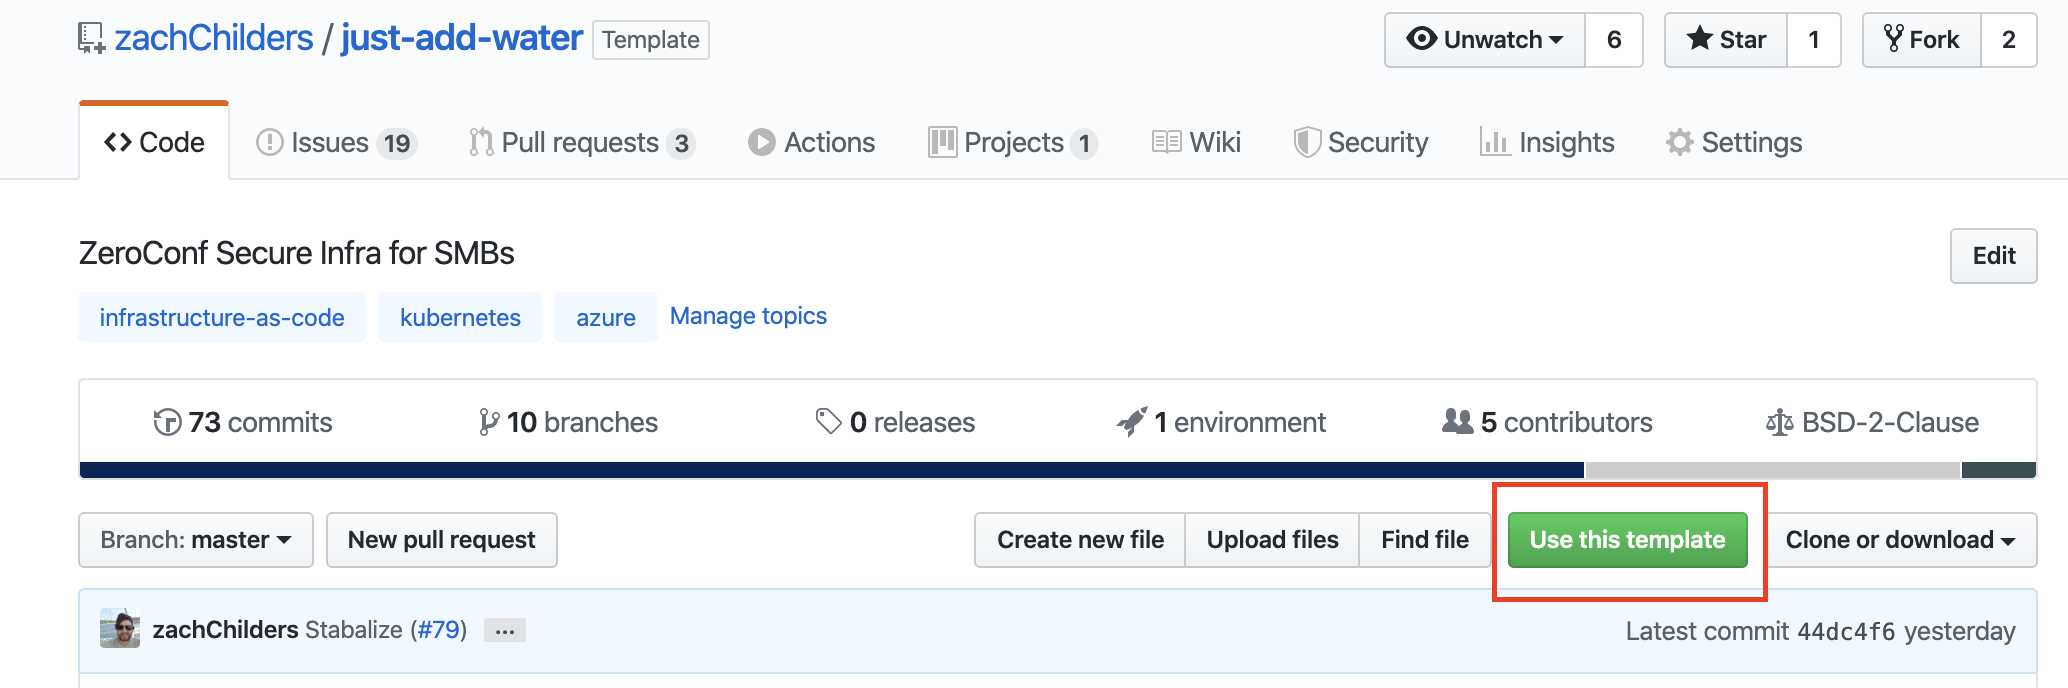 zachChilders / just-add-water Template Unwatch 6 Star 1 Fork 2
Code Issues 19 Pull requests 3 Actions Projects 1 Wiki Security Insights Settings
ZeroConf Secure Infra for SMBs Edit
infrastructure-as-code kubernetes azure Manage topics
73 commits 10 branches 0 releases 1 environment 5 contributors BSD-2-Clause
Branch: master New pull request Create new file Upload files Find file Use this template Clone or download
zachChilders Stabalize (#79) ... Latest commit 44dc4f6 yesterday